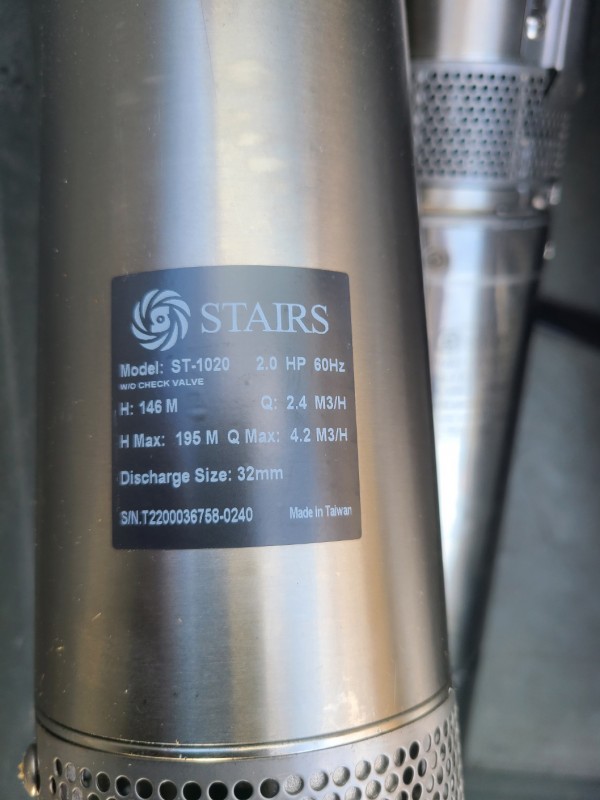 STAIRS
Model: ST-1020 2.0 HP 60Hz
W/O CHECK VALVE
H: 146 M Q: 2.4 M3/H
H Max: 195 M Q Max: 4.2 M3/H
Discharge Size: 32mm
S/N.T2200036758-0240 Made in Taiwan